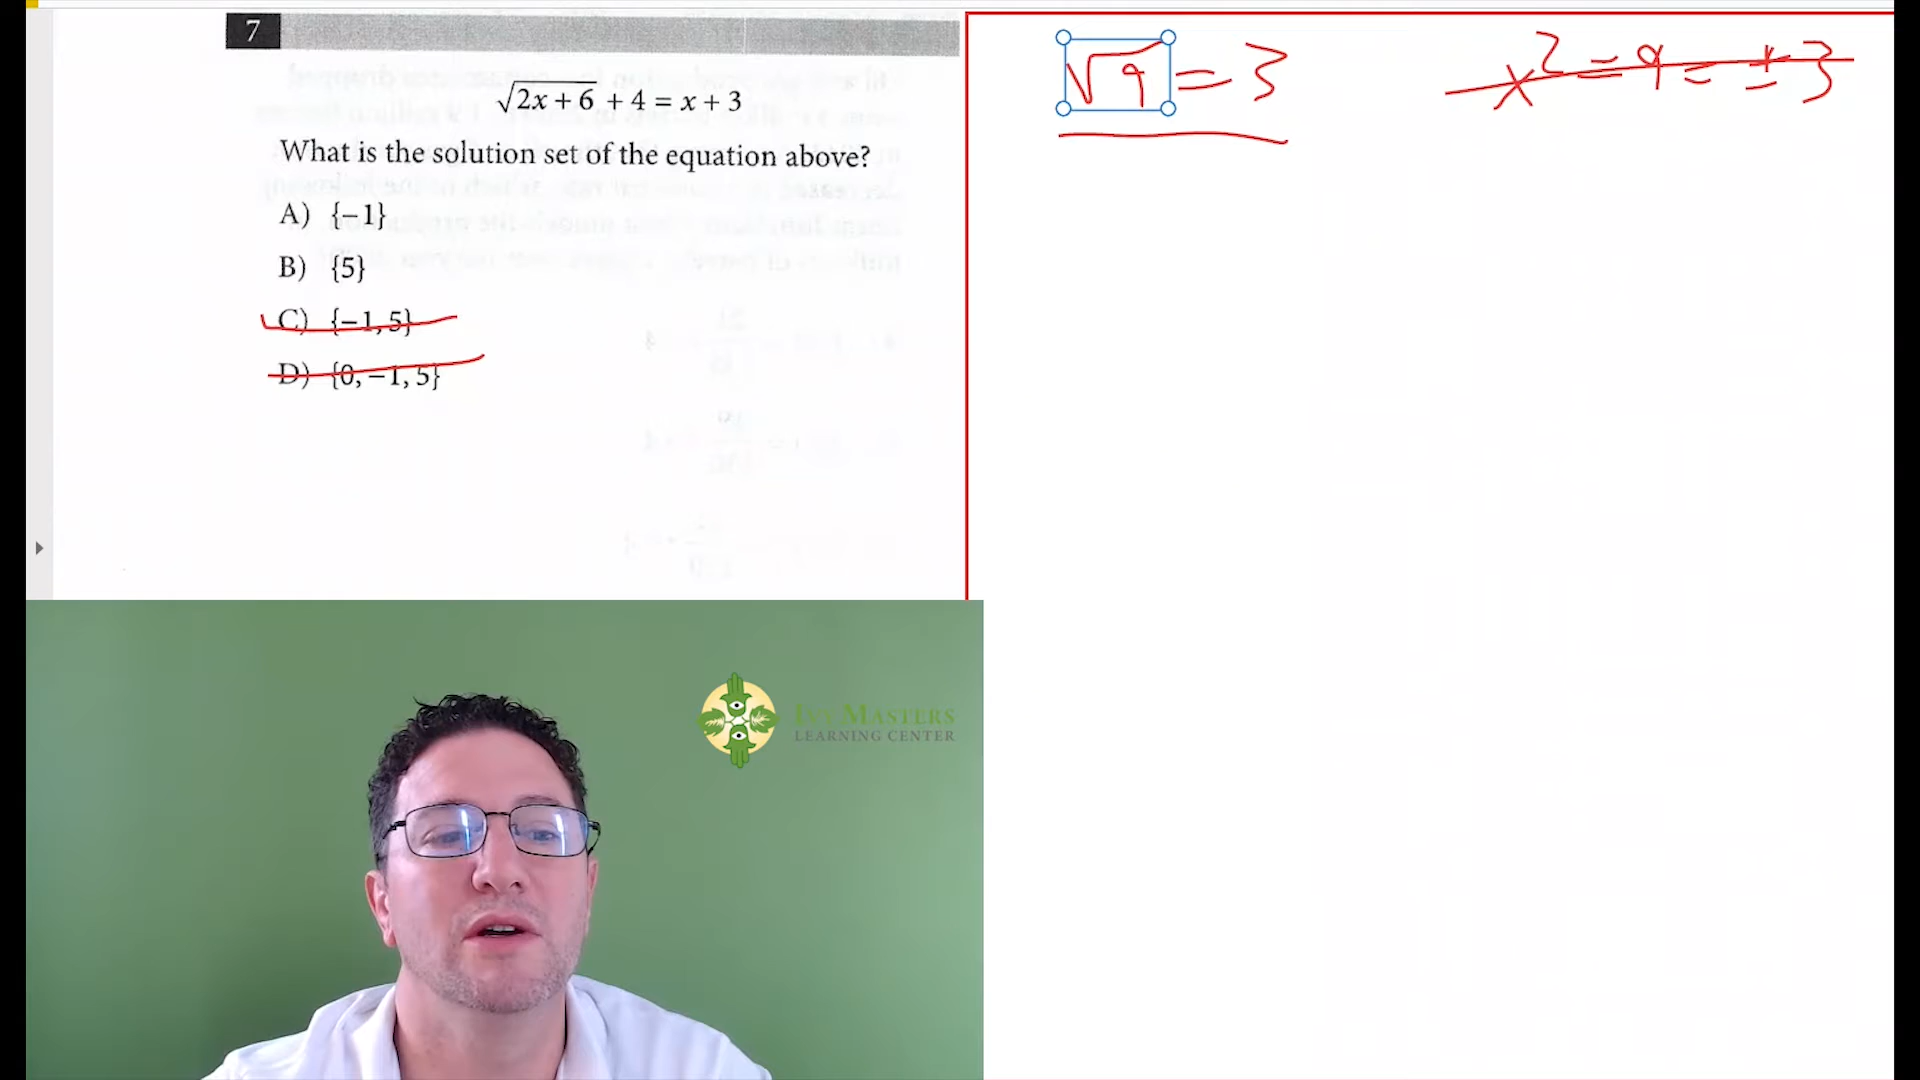 7
√2x + 6 + 4 = x + 3
What is the solution set of the equation above?
A) {−1}
B) {5}
C) {−1, 5}
D) {0, −1, 5}
√9 = 3
x² = 9 = ±3
IVY MASTERS
LEARNING CENTER